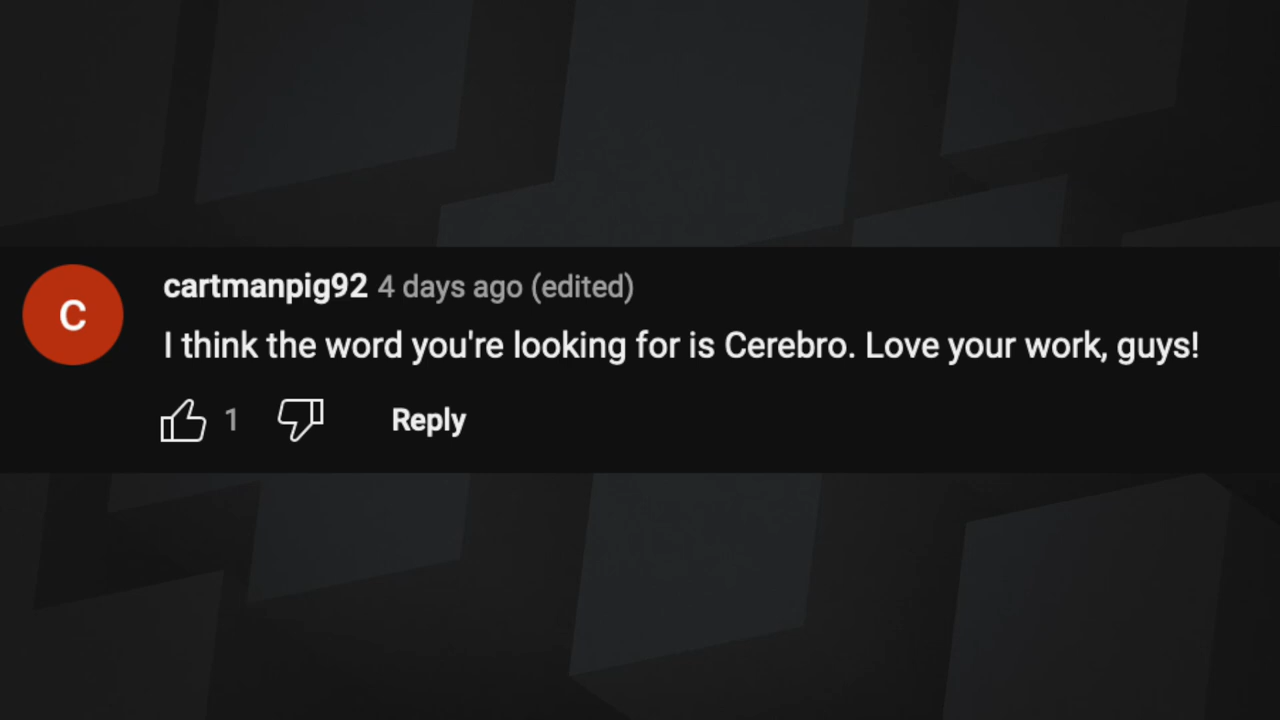 C
cartmanpig92 4 days ago (edited)
I think the word you're looking for is Cerebro. Love your work, guys!
1 Reply